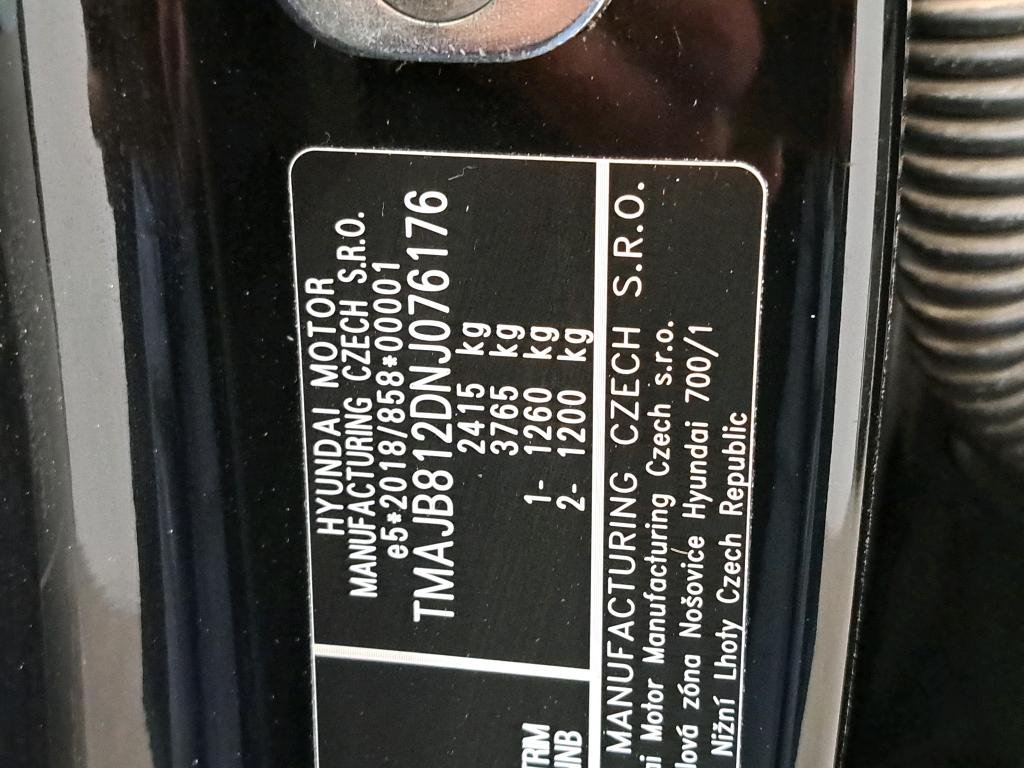 HYUNDAI MOTOR
MANUFACTURING CZECH S.R.O.
e5*2018/858*00001
TMAJB812DNJ076176
2415 kg
3765 kg
1- 1260 kg
2- 1200 kg
TRIM
MANUFACTURING CZECH S.R.O.
Motor Manufacturing Czech s.r.o.
zóna Nošovice Hyundai 700/1
Nižní Lhoty Czech Republic